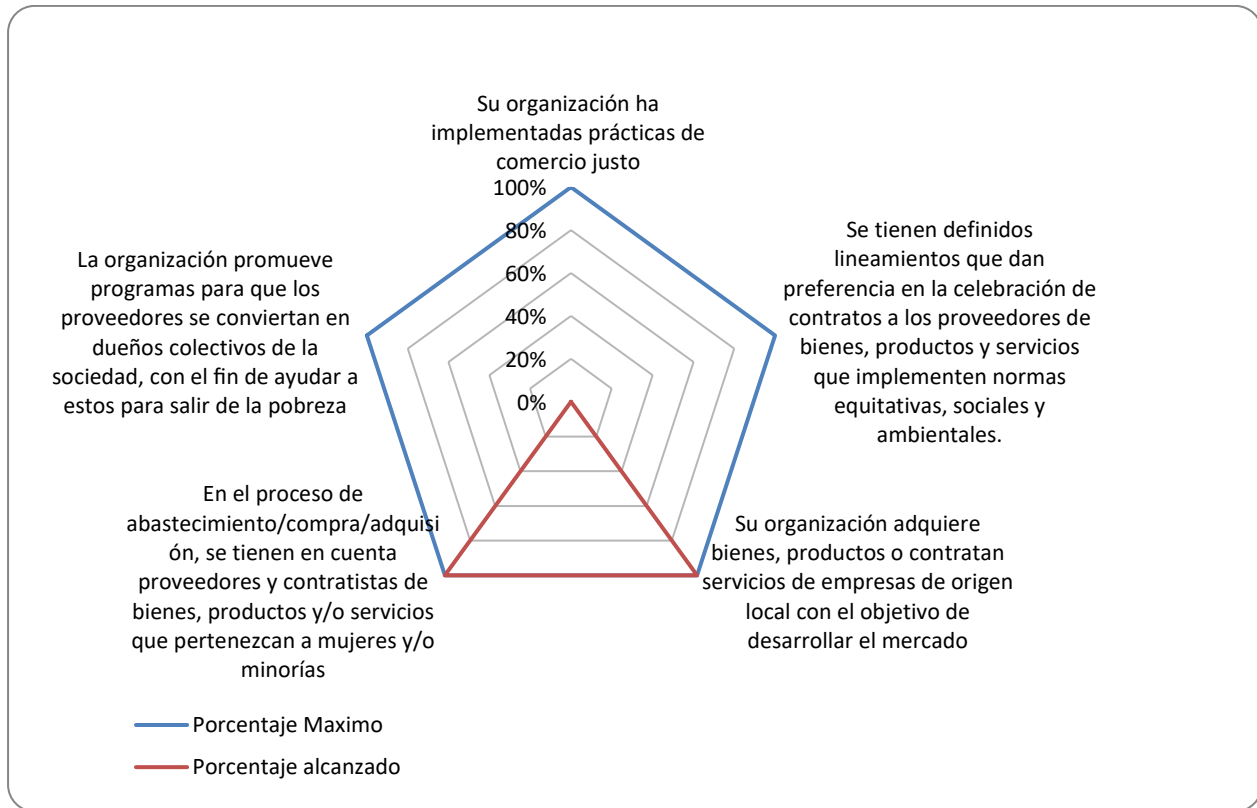 Su organización ha
implementadas prácticas de
comercio justo
100%
80%
60%
40%
20%
0%
Se tienen definidos
lineamientos que dan
preferencia en la celebración de
contratos a los proveedores de
bienes, productos y servicios
que implementen normas
equitativas, sociales y
ambientales.
Su organización adquiere
bienes, productos o contratan
servicios de empresas de origen
local con el objetivo de
desarrollar el mercado
En el proceso de
abastecimiento/compra/adquisi
ón, se tienen en cuenta
proveedores y contratistas de
bienes, productos y/o servicios
que pertenezcan a mujeres y/o
minorías
La organización promueve
programas para que los
proveedores se conviertan en
dueños colectivos de la
sociedad, con el fin de ayudar a
estos para salir de la pobreza
Porcentaje Maximo
Porcentaje alcanzado